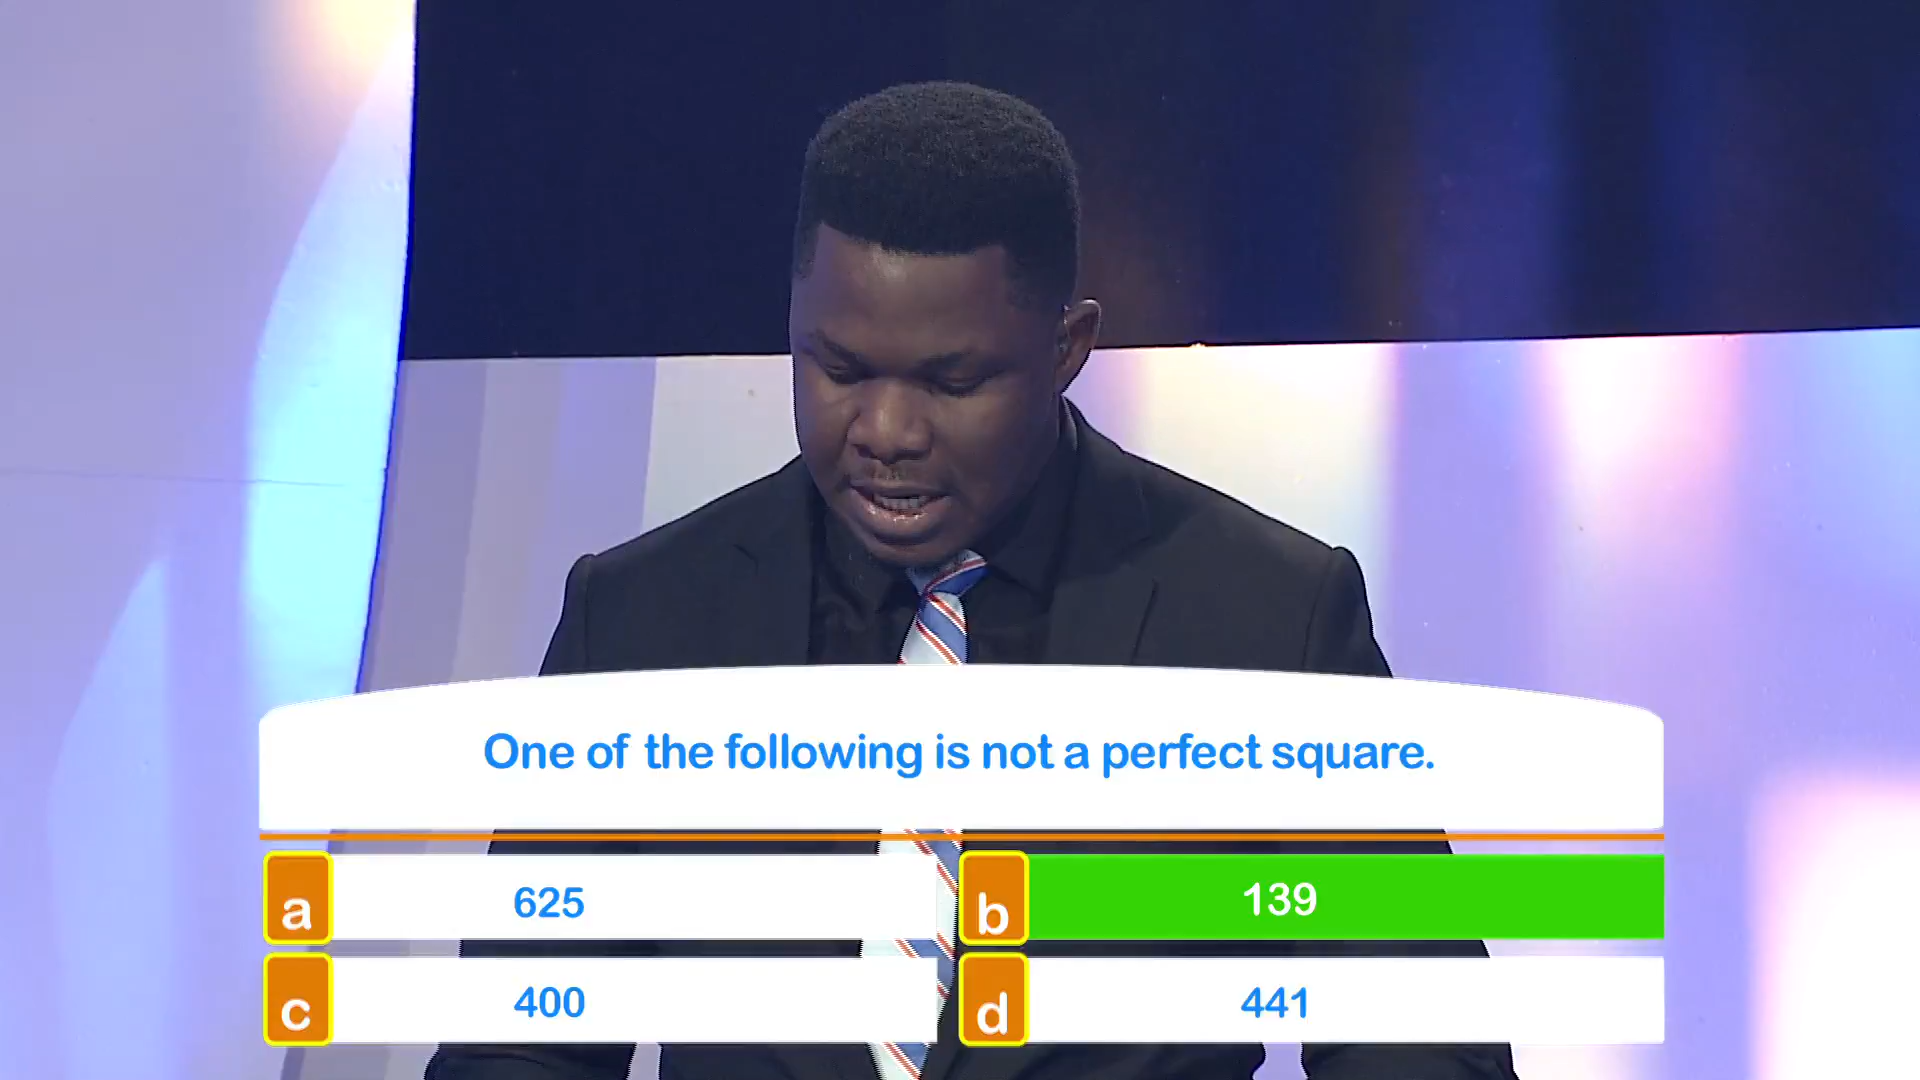 One of the following is not a perfect square.
a 625
b 139
c 400
d 441